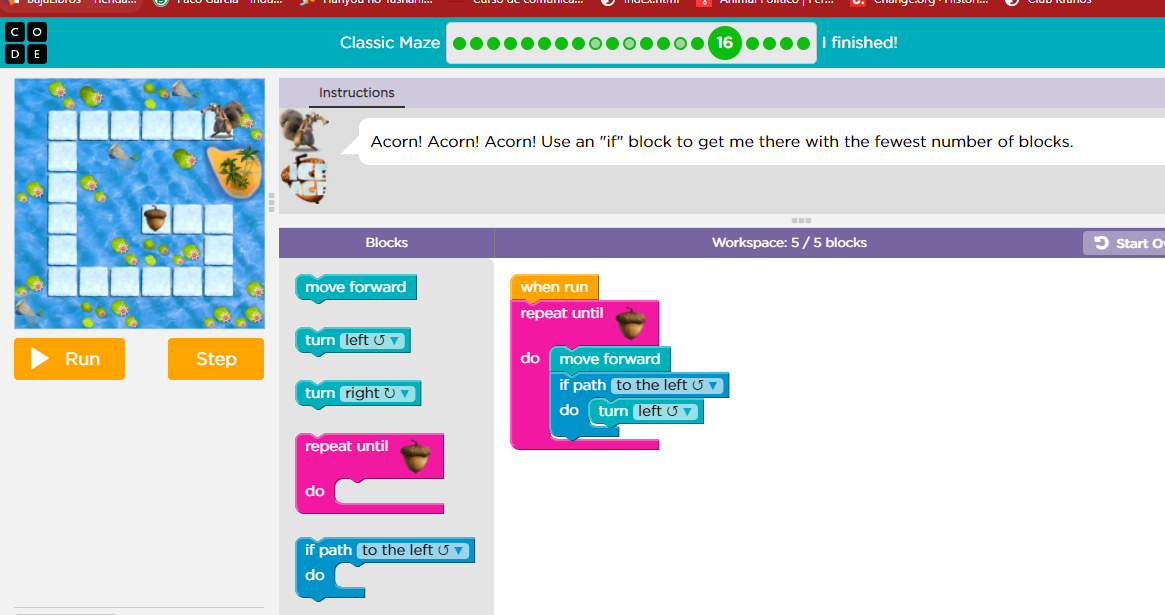 BajaLibros
Tienda...
Paco García
Indu...
Hanyou no Yashahi...
Curso de comunica...
index.html
Animal Político | Per...
Change.org · Histori...
C O
D E
Classic Maze
16
I finished!
Instructions
Acorn! Acorn! Acorn! Use an "if" block to get me there with the fewest number of blocks.
ICE
AGE
Blocks
Workspace: 5 / 5 blocks
Start O
move forward
turn left ↺ ▼
turn right ↻ ▼
repeat until
do
if path to the left ↺ ▼
do
when run
repeat until
do
move forward
if path to the left ↺ ▼
do
turn left ↺ ▼
Run
Step